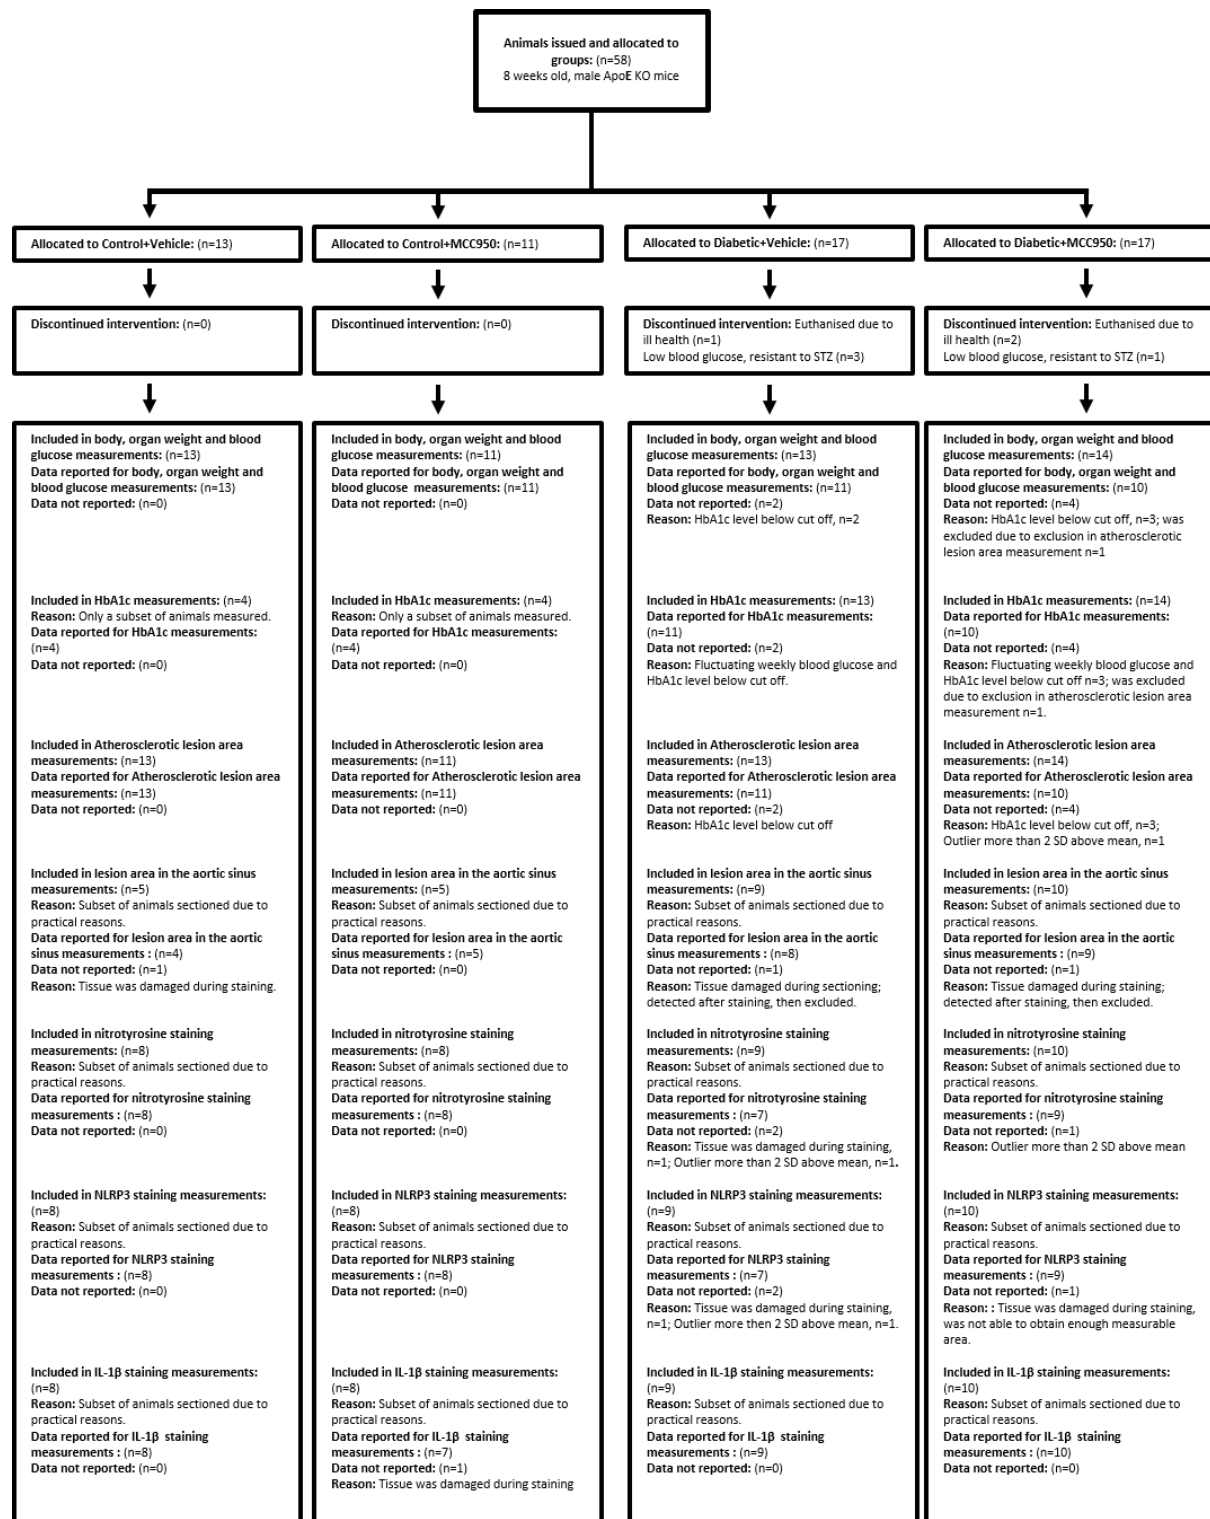 Animals issued and allocated to
groups: (n=58)
8 weeks old, male ApoE KO mice
Allocated to Control+Vehicle: (n=13)
Allocated to Control+MCC950: (n=11)
Allocated to Diabetic+Vehicle: (n=17)
Allocated to Diabetic+MCC950: (n=17)
Discontinued intervention: (n=0)
Discontinued intervention: (n=0)
Discontinued intervention: Euthanised due to
ill health (n=1)
Low blood glucose, resistant to STZ (n=3)
Discontinued intervention: Euthanised due to
ill health (n=2)
Low blood glucose, resistant to STZ (n=1)
Included in body, organ weight and blood
glucose measurements: (n=13)
Data reported for body, organ weight and
blood glucose measurements: (n=13)
Data not reported: (n=0)
Included in HbA1c measurements: (n=4)
Reason: Only a subset of animals measured.
Data reported for HbA1c measurements:
(n=4)
Data not reported: (n=0)
Included in Atherosclerotic lesion area
measurements: (n=13)
Data reported for Atherosclerotic lesion area
measurements: (n=13)
Data not reported: (n=0)
Included in lesion area in the aortic sinus
measurements: (n=5)
Reason: Subset of animals sectioned due to
practical reasons.
Data reported for lesion area in the aortic
sinus measurements : (n=4)
Data not reported: (n=1)
Reason: Tissue was damaged during staining.
Included in nitrotyrosine staining
measurements: (n=8)
Reason: Subset of animals sectioned due to
practical reasons.
Data reported for nitrotyrosine staining
measurements : (n=8)
Data not reported: (n=0)
Included in NLRP3 staining measurements:
(n=8)
Reason: Subset of animals sectioned due to
practical reasons.
Data reported for NLRP3 staining
measurements : (n=8)
Data not reported: (n=0)
Included in IL-1β staining measurements:
(n=8)
Reason: Subset of animals sectioned due to
practical reasons.
Data reported for IL-1β staining
measurements : (n=8)
Data not reported: (n=0)
Included in body, organ weight and blood
glucose measurements: (n=11)
Data reported for body, organ weight and
blood glucose measurements: (n=11)
Data not reported: (n=0)
Included in HbA1c measurements: (n=4)
Reason: Only a subset of animals measured.
Data reported for HbA1c measurements:
(n=4)
Data not reported: (n=0)
Included in Atherosclerotic lesion area
measurements: (n=11)
Data reported for Atherosclerotic lesion area
measurements: (n=11)
Data not reported: (n=0)
Included in lesion area in the aortic sinus
measurements: (n=5)
Reason: Subset of animals sectioned due to
practical reasons.
Data reported for lesion area in the aortic
sinus measurements : (n=5)
Data not reported: (n=0)
Included in nitrotyrosine staining
measurements: (n=8)
Reason: Subset of animals sectioned due to
practical reasons.
Data reported for nitrotyrosine staining
measurements : (n=8)
Data not reported: (n=0)
Included in NLRP3 staining measurements:
(n=8)
Reason: Subset of animals sectioned due to
practical reasons.
Data reported for NLRP3 staining
measurements : (n=8)
Data not reported: (n=0)
Included in IL-1β staining measurements:
(n=8)
Reason: Subset of animals sectioned due to
practical reasons.
Data reported for IL-1β staining
measurements : (n=7)
Data not reported: (n=1)
Reason: Tissue was damaged during staining
Included in body, organ weight and blood
glucose measurements: (n=13)
Data reported for body, organ weight and
blood glucose measurements: (n=11)
Data not reported: (n=2)
Reason: HbA1c level below cut off, n=2
Included in HbA1c measurements: (n=13)
Data reported for HbA1c measurements:
(n=11)
Data not reported: (n=2)
Reason: Fluctuating weekly blood glucose and
HbA1c level below cut off.
Included in Atherosclerotic lesion area
measurements: (n=13)
Data reported for Atherosclerotic lesion area
measurements: (n=11)
Data not reported: (n=2)
Reason: HbA1c level below cut off
Included in lesion area in the aortic sinus
measurements: (n=9)
Reason: Subset of animals sectioned due to
practical reasons.
Data reported for lesion area in the aortic
sinus measurements : (n=8)
Data not reported: (n=1)
Reason: Tissue damaged during sectioning;
detected after staining, then excluded.
Included in nitrotyrosine staining
measurements: (n=9)
Reason: Subset of animals sectioned due to
practical reasons.
Data reported for nitrotyrosine staining
measurements : (n=7)
Data not reported: (n=2)
Reason: Tissue was damaged during staining,
n=1; Outlier more than 2 SD above mean, n=1.
Included in NLRP3 staining measurements:
(n=9)
Reason: Subset of animals sectioned due to
practical reasons.
Data reported for NLRP3 staining
measurements : (n=7)
Data not reported: (n=2)
Reason: Tissue was damaged during staining,
n=1; Outlier more then 2 SD above mean, n=1.
Included in IL-1β staining measurements:
(n=9)
Reason: Subset of animals sectioned due to
practical reasons.
Data reported for IL-1β staining
measurements : (n=9)
Data not reported: (n=0)
Included in body, organ weight and blood
glucose measurements: (n=14)
Data reported for body, organ weight and
blood glucose measurements: (n=10)
Data not reported: (n=4)
Reason: HbA1c level below cut off, n=3; was
excluded due to exclusion in atherosclerotic
lesion area measurement n=1
Included in HbA1c measurements: (n=14)
Data reported for HbA1c measurements:
(n=10)
Data not reported: (n=4)
Reason: Fluctuating weekly blood glucose and
HbA1c level below cut off n=3; was excluded
due to exclusion in atherosclerotic lesion area
measurement n=1.
Included in Atherosclerotic lesion area
measurements: (n=14)
Data reported for Atherosclerotic lesion area
measurements: (n=10)
Data not reported: (n=4)
Reason: HbA1c level below cut off, n=3;
Outlier more than 2 SD above mean, n=1
Included in lesion area in the aortic sinus
measurements: (n=10)
Reason: Subset of animals sectioned due to
practical reasons.
Data reported for lesion area in the aortic
sinus measurements : (n=9)
Data not reported: (n=1)
Reason: Tissue damaged during staining;
detected after staining, then excluded.
Included in nitrotyrosine staining
measurements: (n=10)
Reason: Subset of animals sectioned due to
practical reasons.
Data reported for nitrotyrosine staining
measurements : (n=9)
Data not reported: (n=1)
Reason: Outlier more than 2 SD above mean
Included in NLRP3 staining measurements:
(n=10)
Reason: Subset of animals sectioned due to
practical reasons.
Data reported for NLRP3 staining
measurements : (n=9)
Data not reported: (n=1)
Reason: : Tissue was damaged during staining,
was not able to obtain enough measurable
area.
Included in IL-1β staining measurements:
(n=10)
Reason: Subset of animals sectioned due to
practical reasons.
Data reported for IL-1β staining
measurements : (n=10)
Data not reported: (n=0)